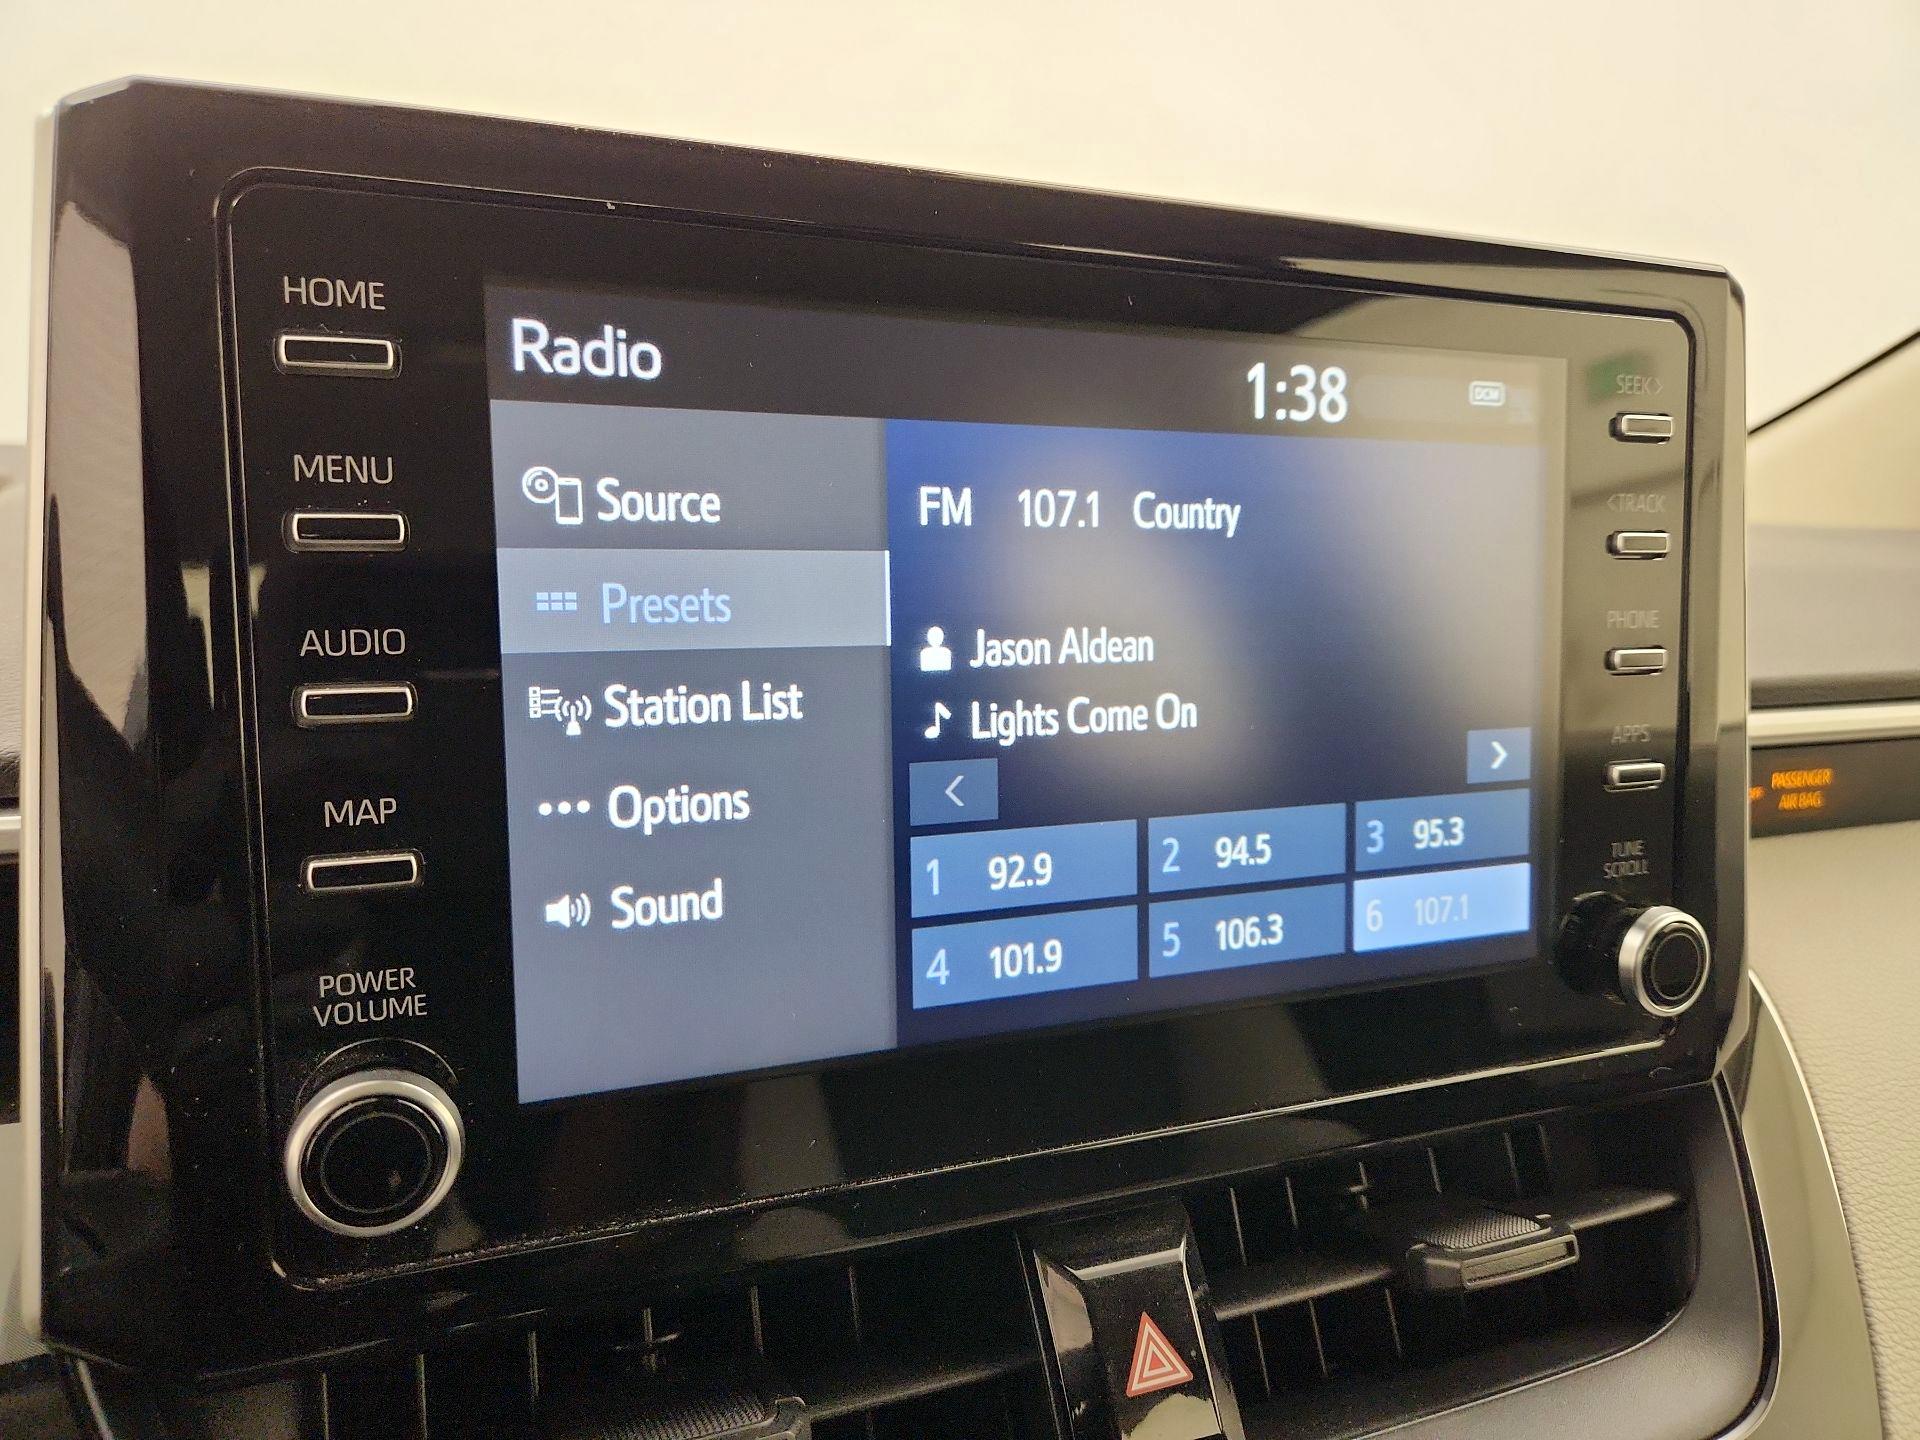 HOME
MENU
AUDIO
MAP
POWER
VOLUME
Radio
1:38
DCM
Source
Presets
Station List
Options
Sound
FM 107.1 Country
Jason Aldean
Lights Come On
<
>
1 92.9
2 94.5
3 95.3
4 101.9
5 106.3
6 107.1
SEEK>
<TRACK
PHONE
APPS
TUNE
SCROLL
PASSENGER
AIR BAG